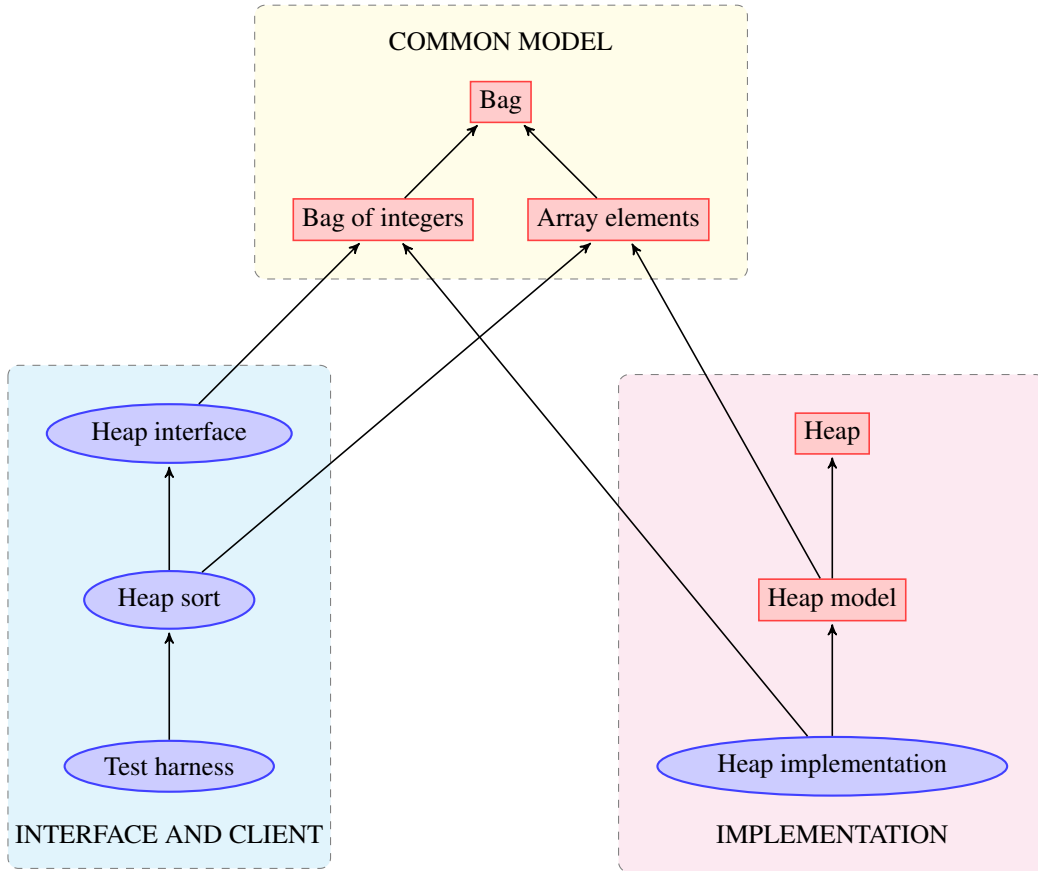 COMMON MODEL
Bag
Bag of integers
Array elements
Heap interface
Heap
Heap sort
Heap model
Test harness
Heap implementation
INTERFACE AND CLIENT
IMPLEMENTATION